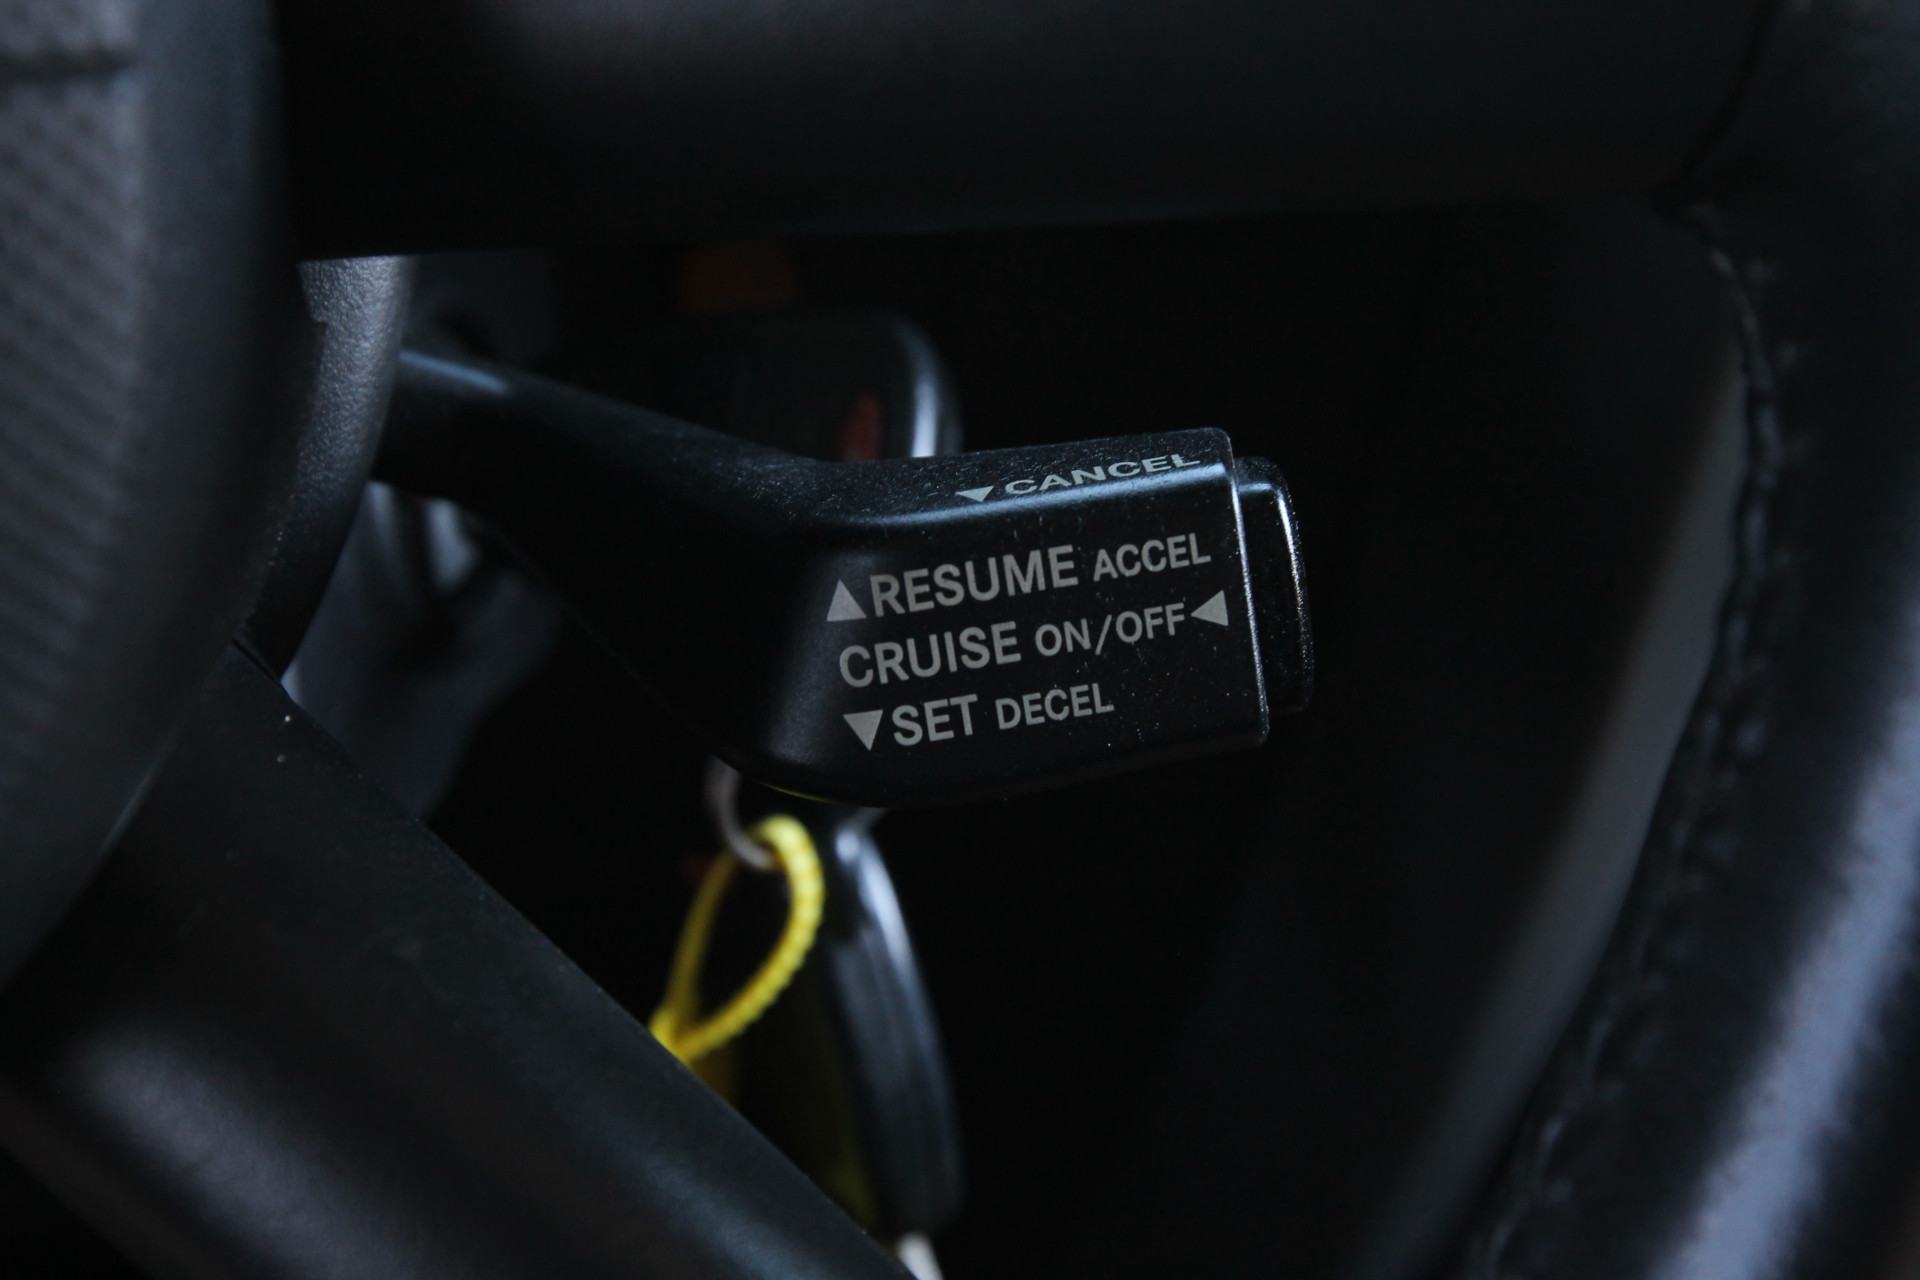 ▼CANCEL
▲RESUME ACCEL
CRUISE ON/OFF◀
▼SET DECEL